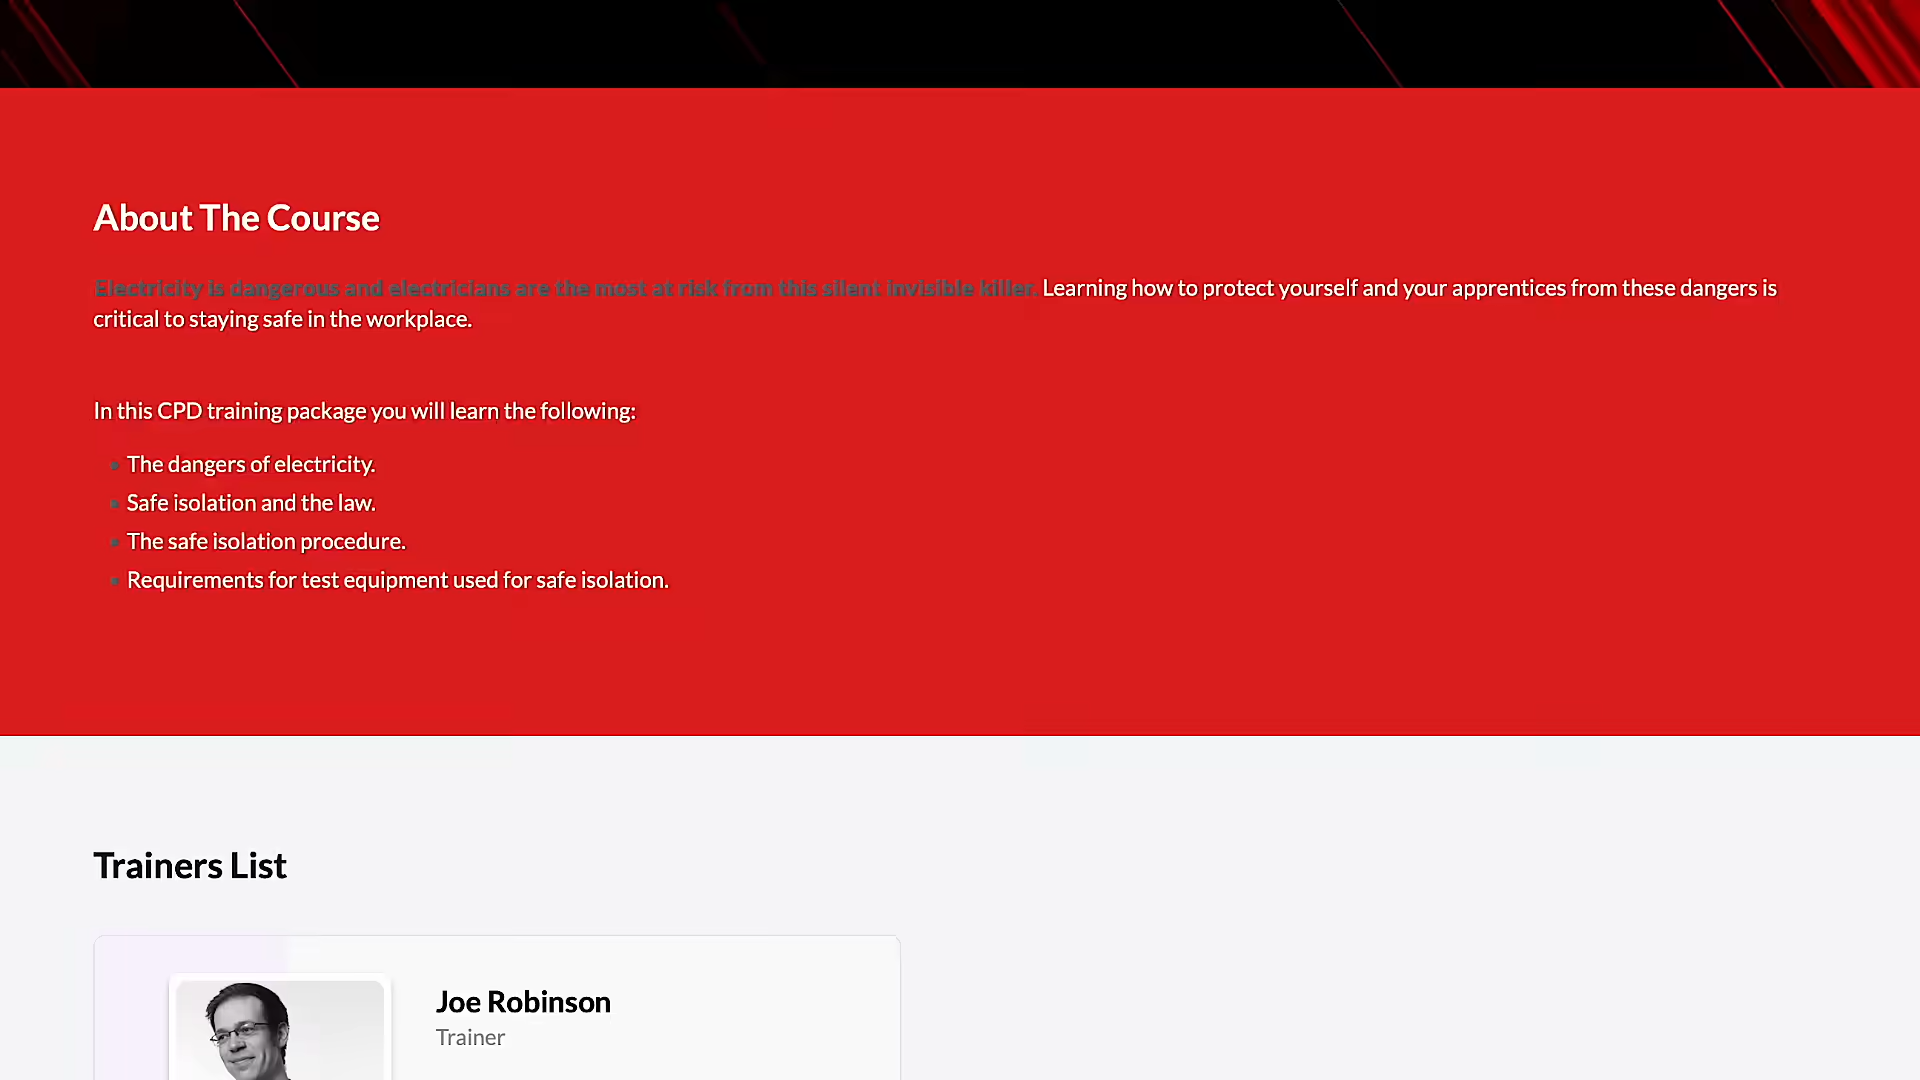 About The Course
Electricity is dangerous and electricians are the most at risk from this silent invisible killer. Learning how to protect yourself and your apprentices from these dangers is
critical to staying safe in the workplace.
In this CPD training package you will learn the following:
The dangers of electricity.
Safe isolation and the law.
The safe isolation procedure.
Requirements for test equipment used for safe isolation.
Trainers List
Joe Robinson
Trainer